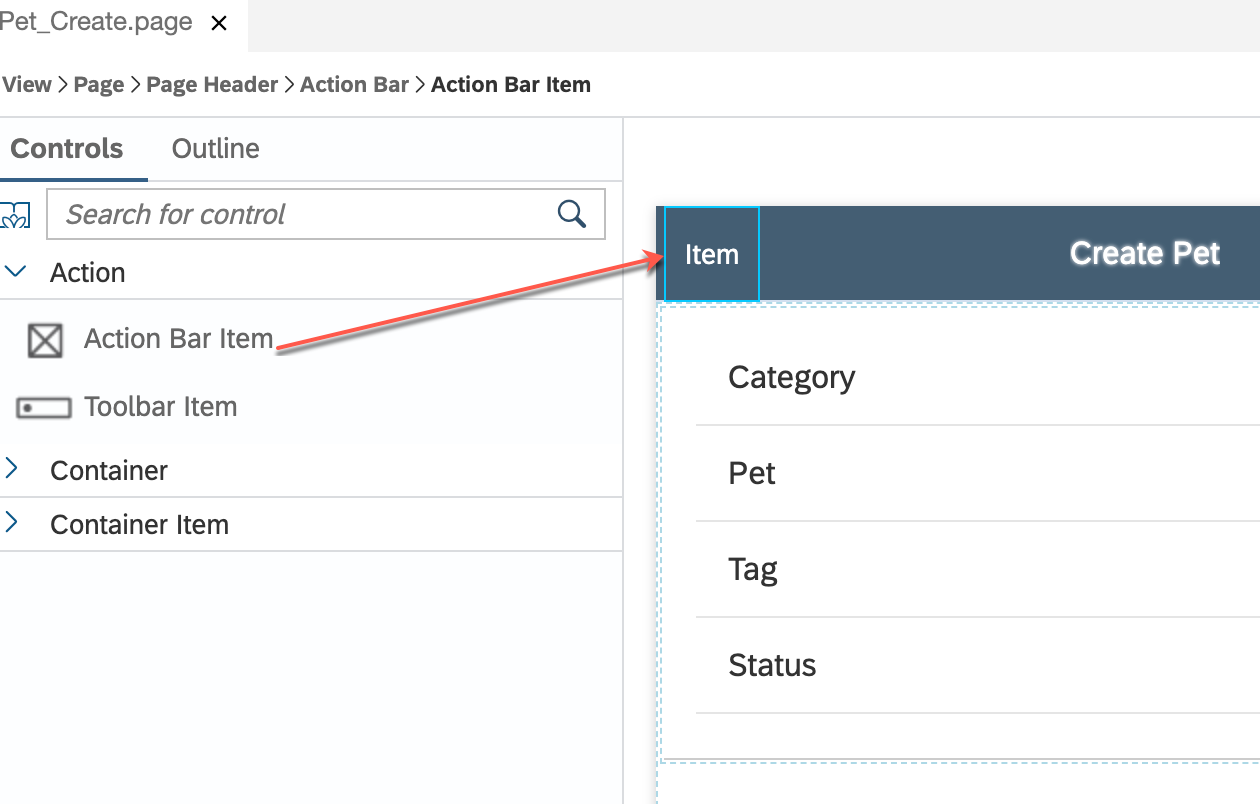 Pet_Create.page
View > Page > Page Header > Action Bar > Action Bar Item
Controls Outline
Search for control
Action
Action Bar Item
Toolbar Item
Container
Container Item
Item
Create Pet
Category
Pet
Tag
Status